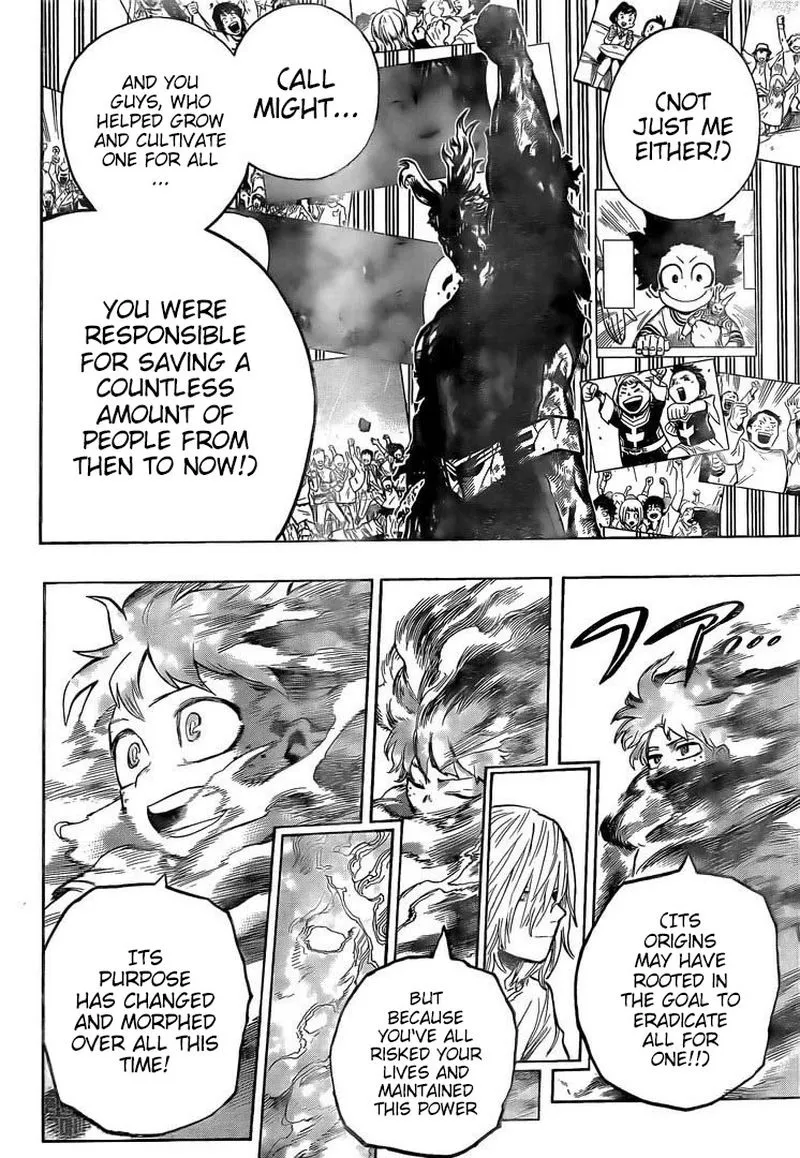 (NOT
JUST ME
EITHER!)
(ALL
MIGHT...
AND YOU
GUYS, WHO
HELPED GROW
AND CULTIVATE
ONE FOR ALL
...
YOU WERE
RESPONSIBLE
FOR SAVING A
COUNTLESS
AMOUNT OF
PEOPLE FROM
THEN TO NOW!)
ファ...
(ITS
ORIGINS
MAY HAVE
ROOTED
IN THE
GOAL TO
ERADICATE
ALL FOR
ONE!!)
BUT
BECAUSE
YOU'VE ALL
RISKED YOUR
LIVES AND
MAINTAINED
THIS POWER
ITS
PURPOSE
HAS CHANGED
AND MORPHED
OVER ALL THIS
TIME!